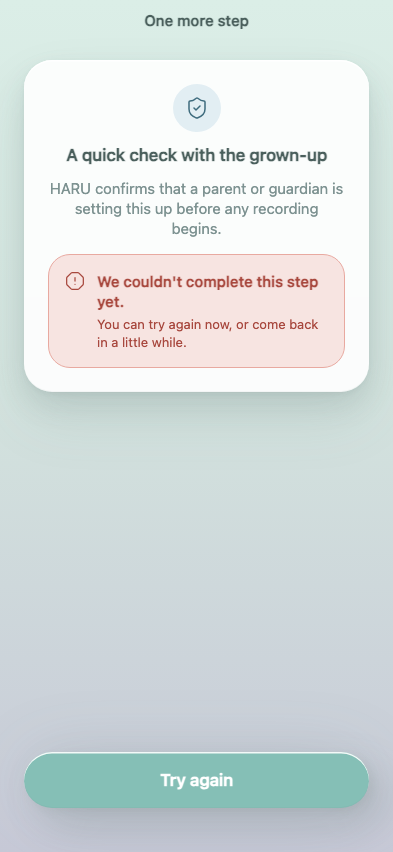 One more step
A quick check with the grown-up
HARU confirms that a parent or guardian is
setting this up before any recording
begins.
We couldn't complete this step
yet.
You can try again now, or come back
in a little while.
Try again